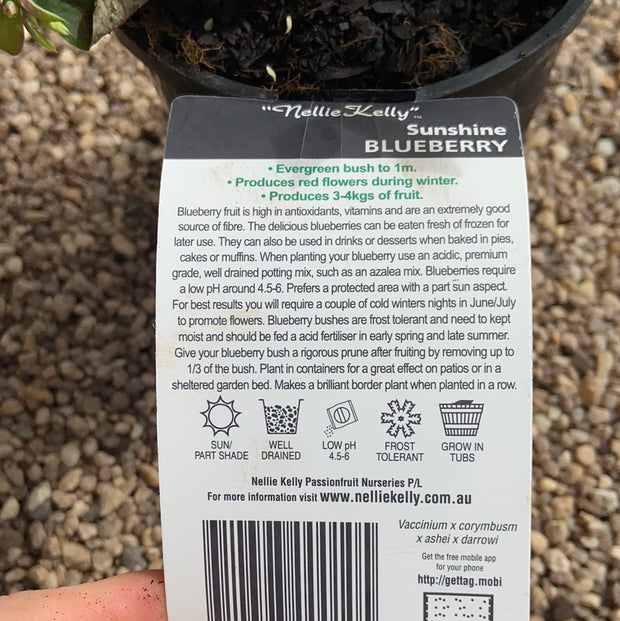 "Nellie Kelly"™
Sunshine
BLUEBERRY
• Evergreen bush to 1m.
• Produces red flowers during winter.
• Produces 3-4kgs of fruit.
Blueberry fruit is high in antioxidants, vitamins and are an extremely good
source of fibre. The delicious blueberries can be eaten fresh of frozen for
later use. They can also be used in drinks or desserts when baked in pies,
cakes or muffins. When planting your blueberry use an acidic, premium
grade, well drained potting mix, such as an azalea mix. Blueberries require
a low pH around 4.5-6. Prefers a protected area with a part sun aspect.
For best results you will require a couple of cold winters nights in June/July
to promote flowers. Blueberry bushes are frost tolerant and need to kept
moist and should be fed a acid fertiliser in early spring and late summer.
Give your blueberry bush a rigorous prune after fruiting by removing up to
1/3 of the bush. Plant in containers for a great effect on patios or in a
sheltered garden bed. Makes a brilliant border plant when planted in a row.
SUN/
PART SHADE
WELL
DRAINED
LOW pH
4.5-6
FROST
TOLERANT
GROW IN
TUBS
Nellie Kelly Passionfruit Nurseries P/L
For more information visit www.nelliekelly.com.au
Vaccinium x corybumsm
x ashei x darrowi
Get the free mobile app
for your phone
http://gettag.mobi